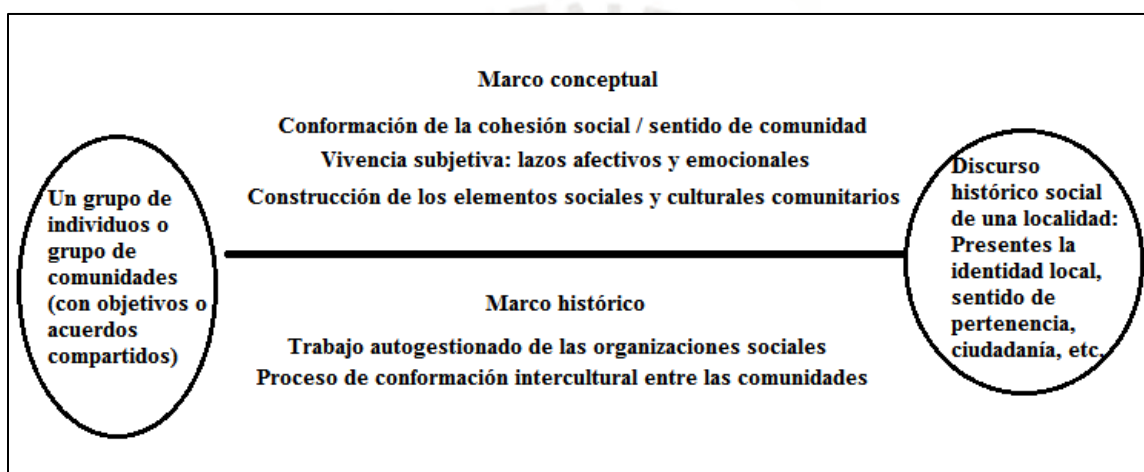 Marco conceptual
Conformación de la cohesión social / sentido de comunidad
Vivencia subjetiva: lazos afectivos y emocionales
Construcción de los elementos sociales y culturales comunitarios
Un grupo de
individuos o
grupo de
comunidades
(con objetivos o
acuerdos
compartidos)
Discurso
histórico social
de una localidad:
Presentes la
identidad local,
sentido de
pertenencia,
ciudadanía, etc.
Marco histórico
Trabajo autogestionado de las organizaciones sociales
Proceso de conformación intercultural entre las comunidades